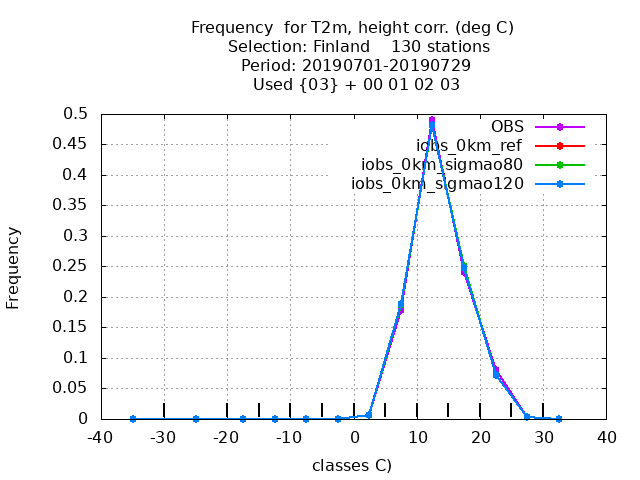 Frequency  for T2m, height corr. (deg C)
Selection: Finland    130 stations
Period: 20190701-20190729
Used {03} + 00 01 02 03
OBS
iobs_0km_ref
iobs_0km_sigmao80
iobs_0km_sigmao120
Frequency
0.5
0.45
0.4
0.35
0.3
0.25
0.2
0.15
0.1
0.05
0
-40 -30 -20 -10 0 10 20 30 40
classes C)